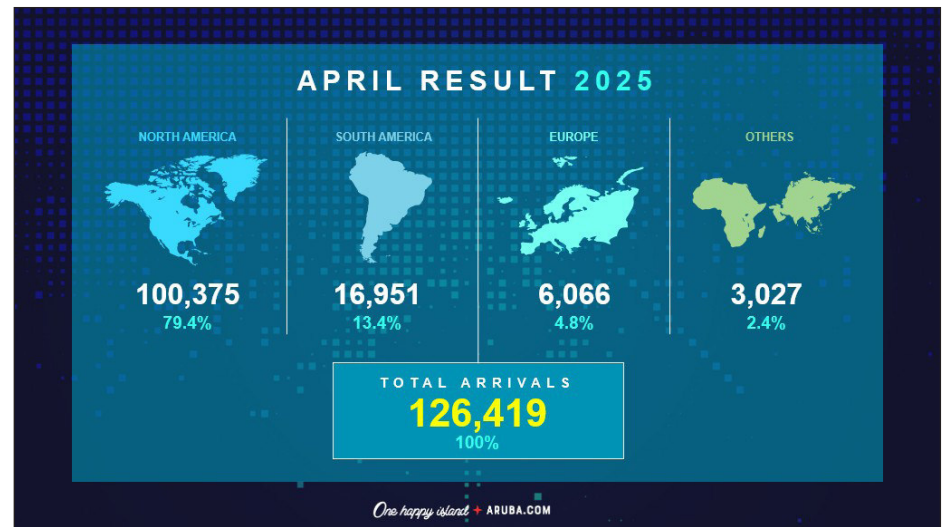 APRIL RESULT 2025
NORTH AMERICA
100,375
79.4%
SOUTH AMERICA
16,951
13.4%
EUROPE
6,066
4.8%
OTHERS
3,027
2.4%
TOTAL ARRIVALS
126,419
100%
One happy island ARUBA.COM